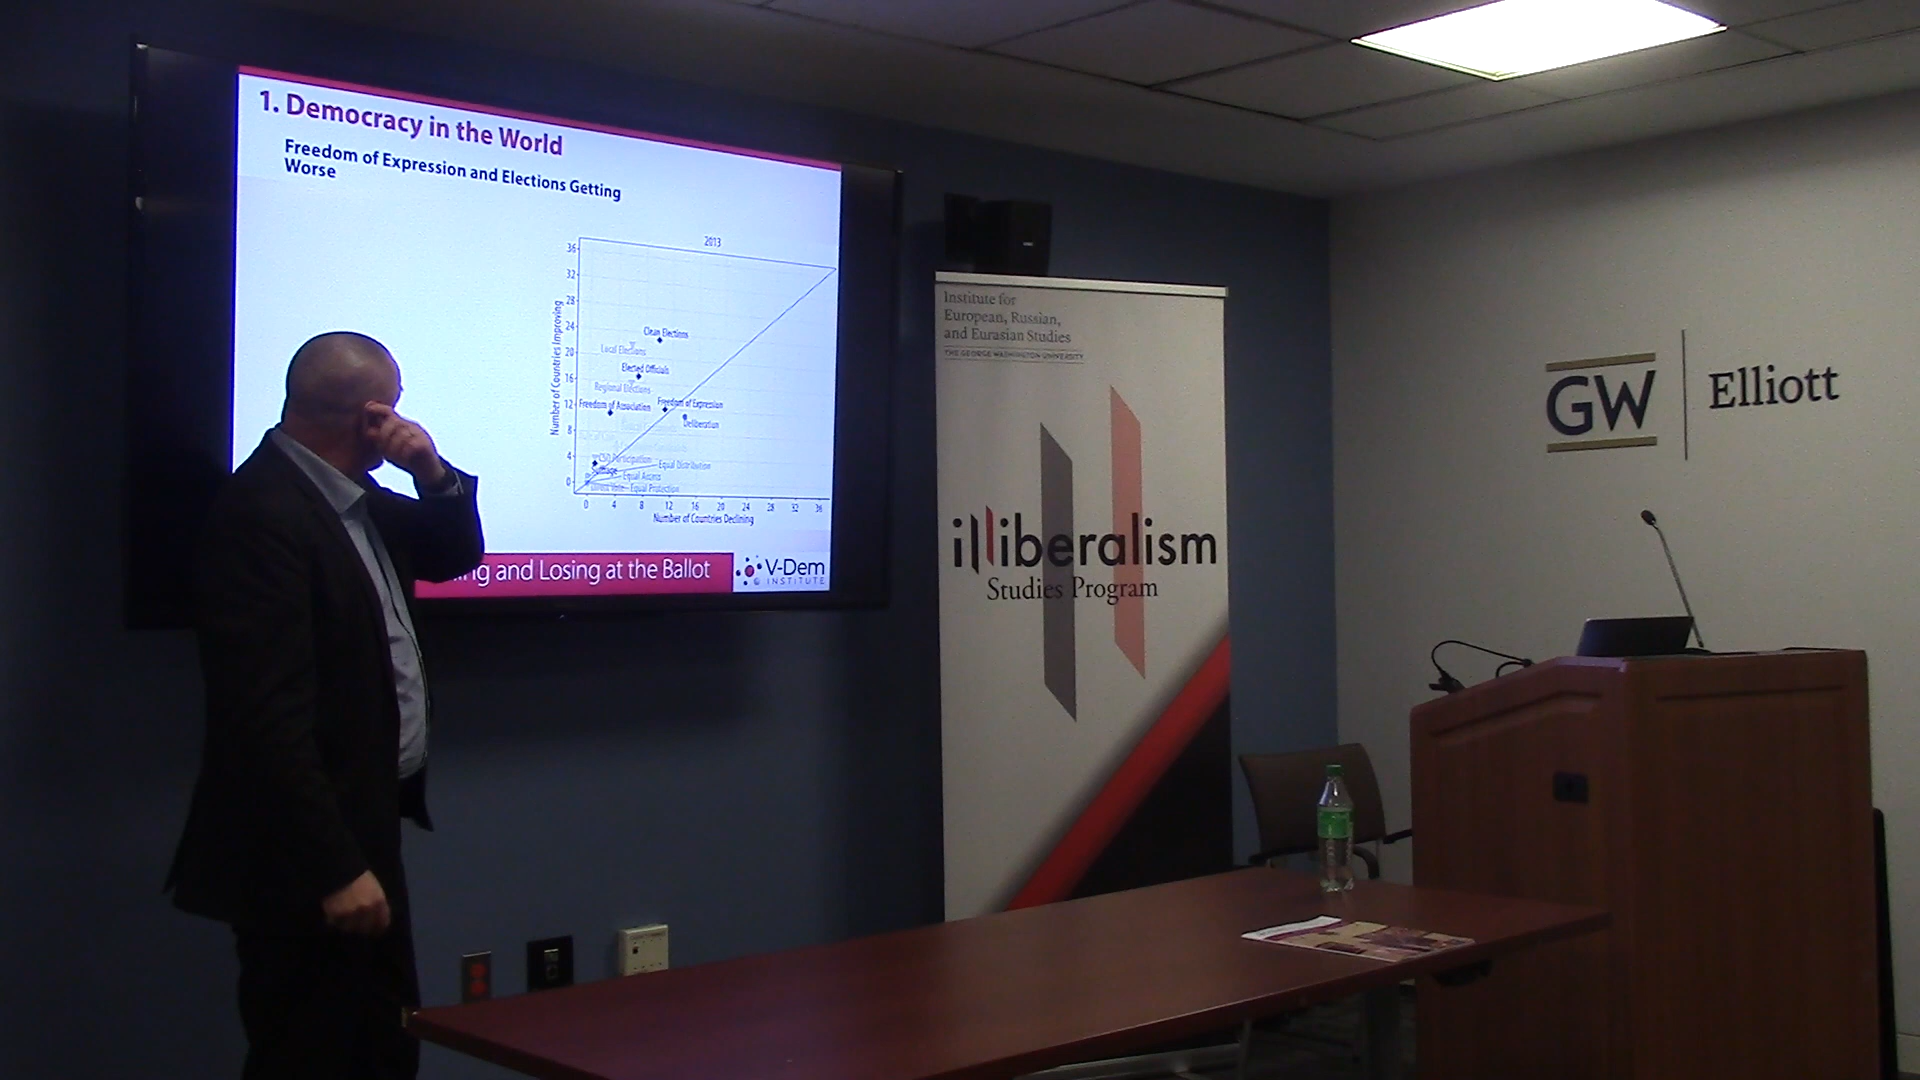 1. Democracy in the World
Freedom of Expression and Elections Getting
Worse
2013
36
32
28
24
20
16
12
8
4
0
Number of Countries Improving
Clean Elections
Local Elections
Elected Officials
Regional Elections
Freedom of Association
Freedom of Expression
Deliberation
CSO Participation
Suffrage
Equal Distribution
Equal Access
Equal Protection
0 4 8 12 16 20 24 28 32 36
Number of Countries Declining
and Losing at the Ballot
V-Dem
INSTITUTE
Institute for
European, Russian,
and Eurasian Studies
THE GEORGE WASHINGTON UNIVERSITY
illiberalism
Studies Program
GW
Elliott